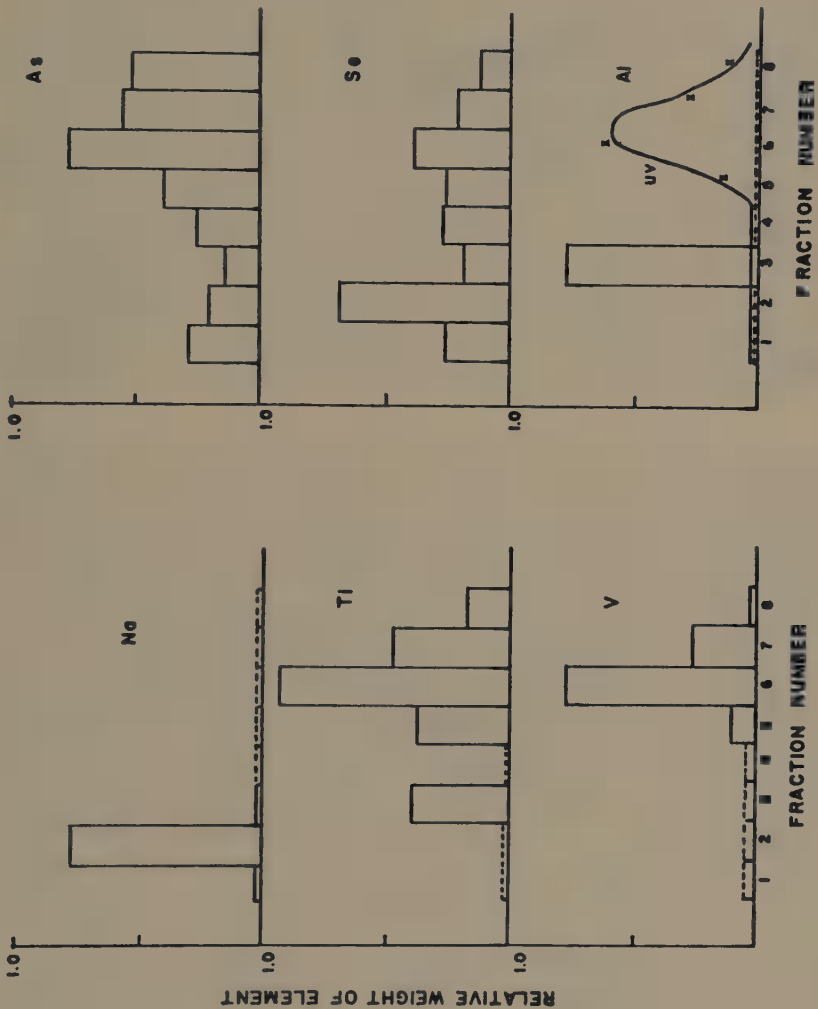 RELATIVE WEIGHT OF ELEMENT
1.0
Na
1.0
Ti
1.0
V
1 2 6 7 8
FRACTION NUMBER
1.0
As
1.0
Se
1.0
Al
UV
1 2 3 4 5 6 7 8
FRACTION NUMBER